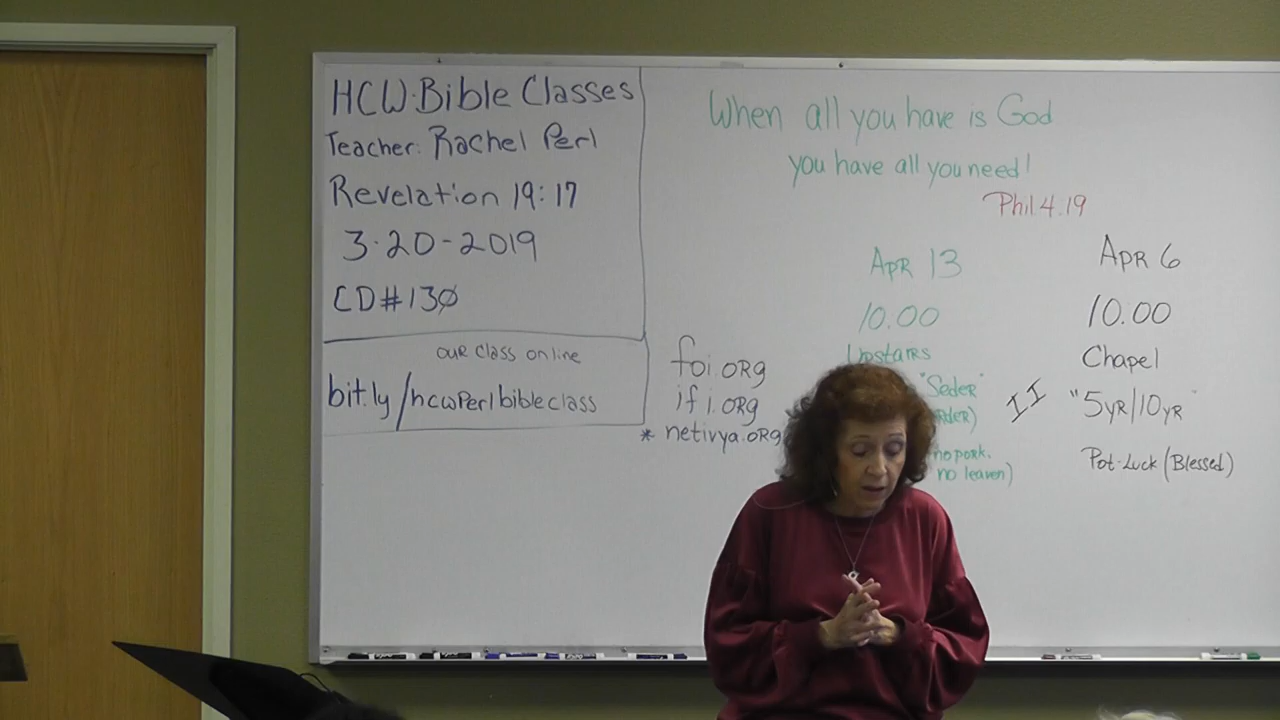 HCW Bible Classes
Teacher: Rachel Perl
Revelation 19:17
3-20-2019
CD#130
our class online
bit.ly/hcwPerlbibleclass
When all you have is God
you have all you need!
Phil 4.19
foi.org
ifi.org
* netivya.org
Apr 13
10.00
Upstairs
"Seder"
no pork.
no leaven)
Apr 6
10.00
Chapel
II "5yr/10yr"
Pot-Luck (Blessed)